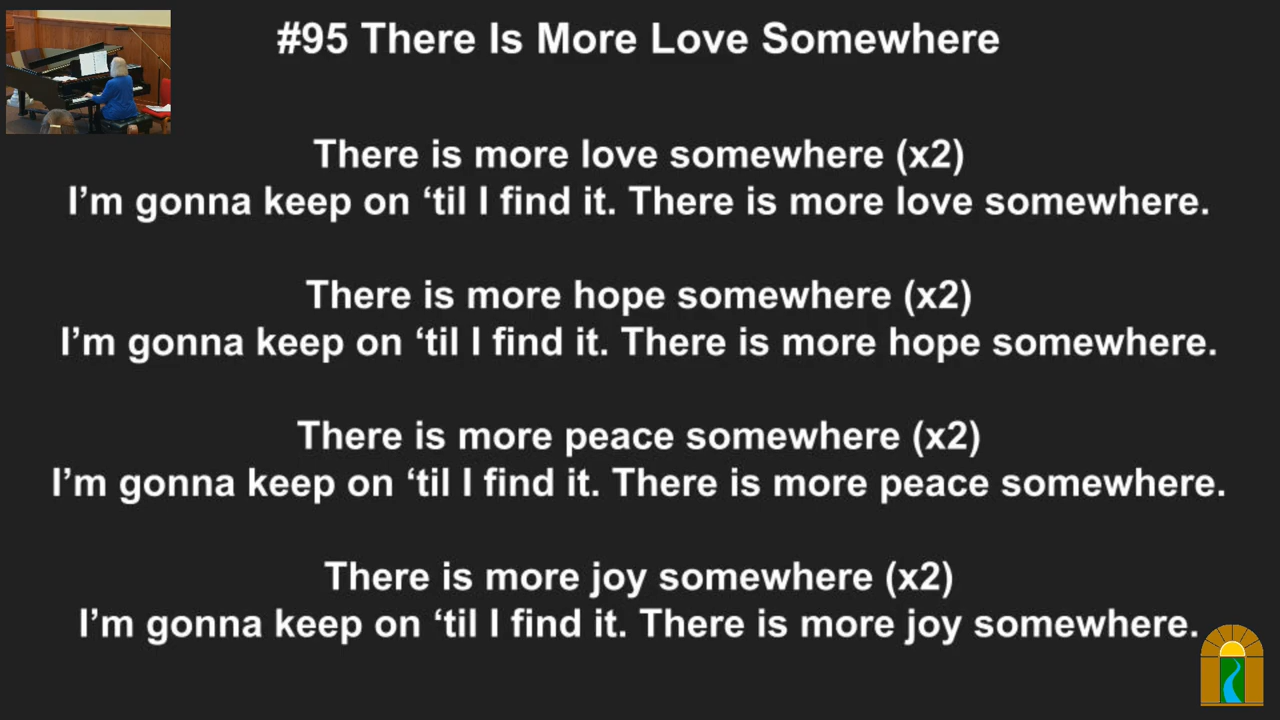 #95 There Is More Love Somewhere
There is more love somewhere (x2)
I’m gonna keep on ‘til I find it. There is more love somewhere.
There is more hope somewhere (x2)
I’m gonna keep on ‘til I find it. There is more hope somewhere.
There is more peace somewhere (x2)
I’m gonna keep on ‘til I find it. There is more peace somewhere.
There is more joy somewhere (x2)
I’m gonna keep on ‘til I find it. There is more joy somewhere.